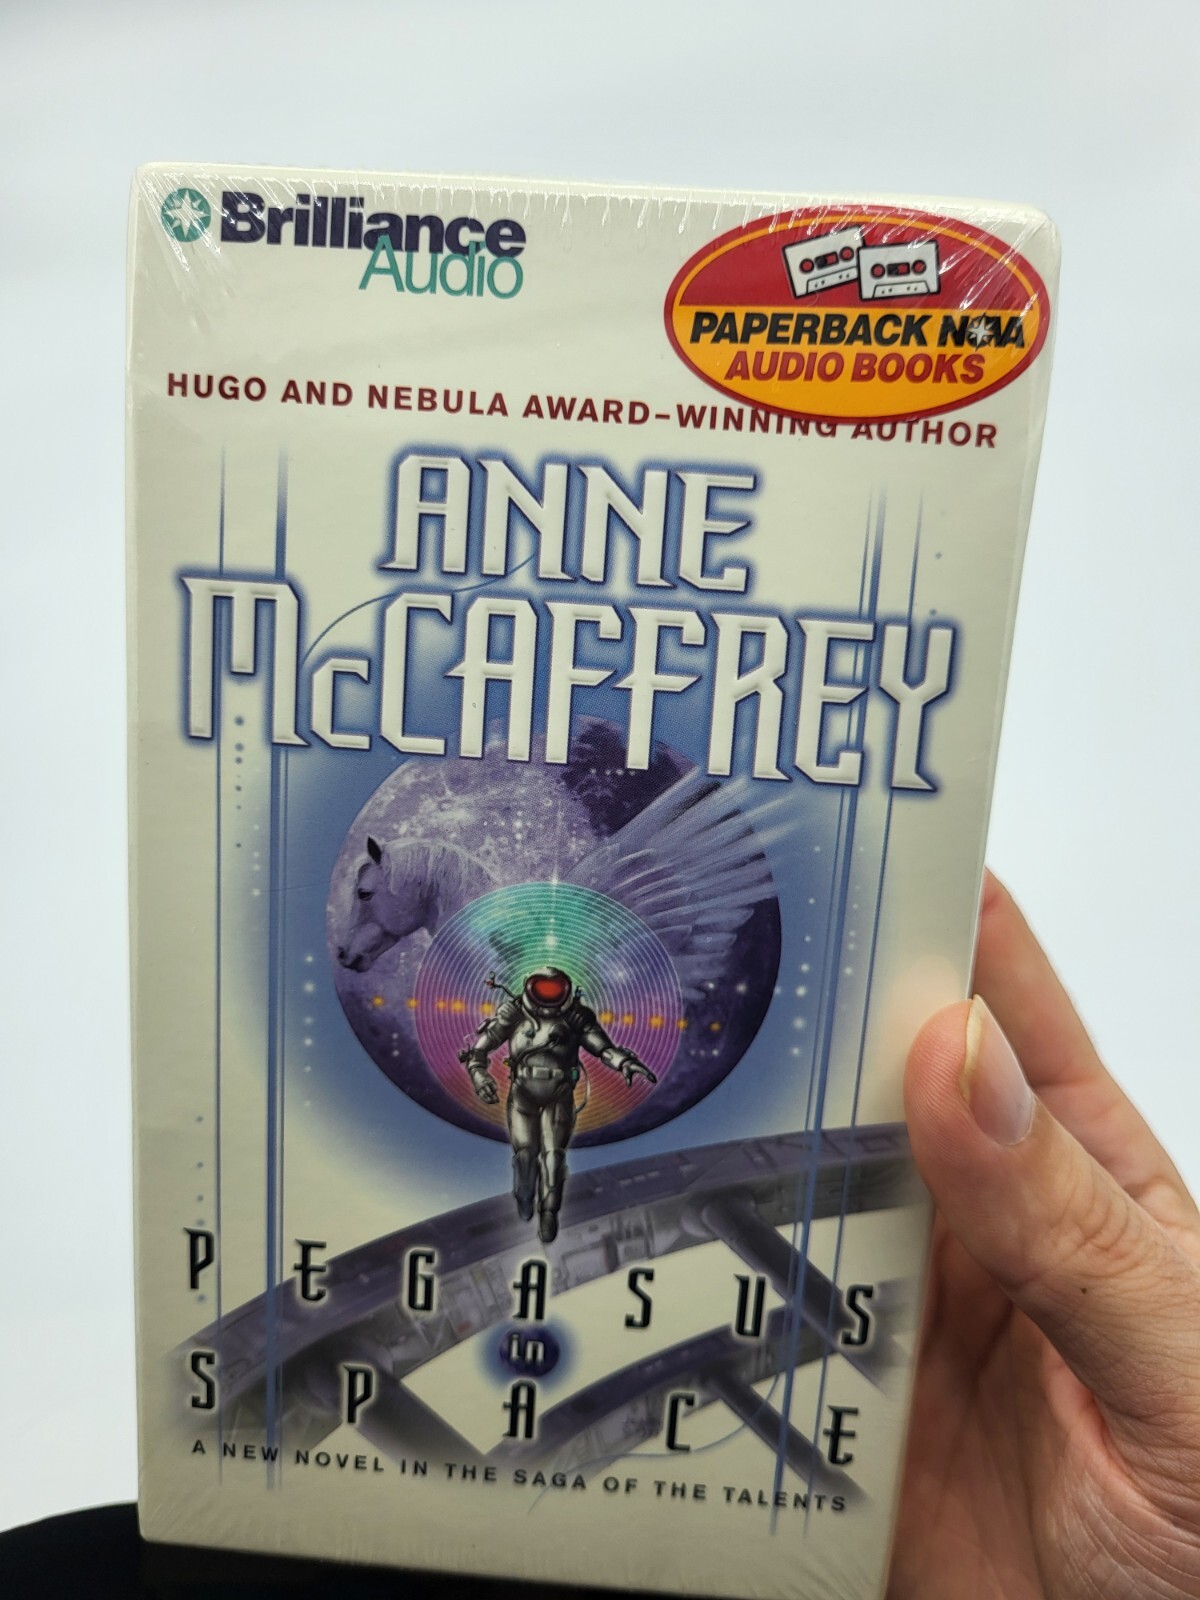 Brilliance
Audio
PAPERBACK NOVA
AUDIO BOOKS
HUGO AND NEBULA AWARD-WINNING AUTHOR
ANNE
McCAFFREY
PEGASUS
in
SPACE
A NEW NOVEL IN THE SAGA OF THE TALENTS